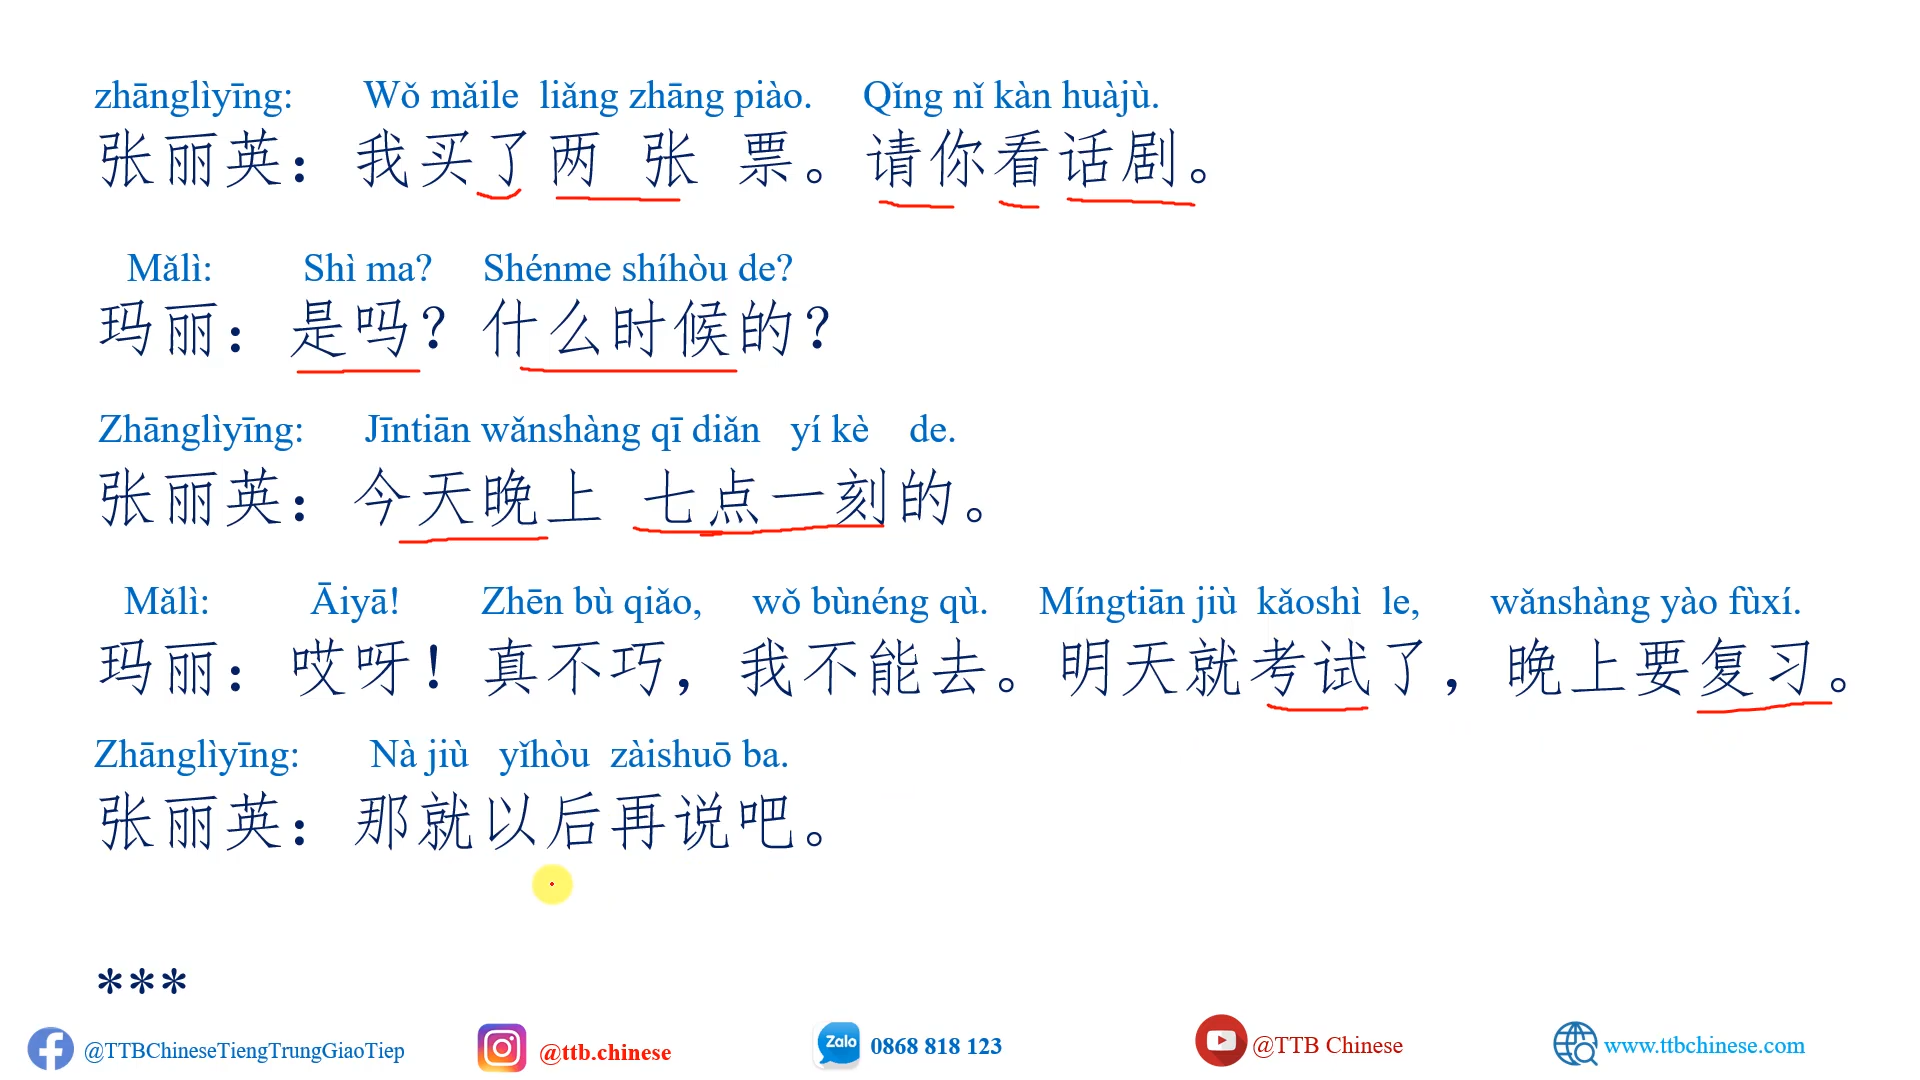 zhānglìyīng: Wǒ mǎile liǎng zhāng piào. Qǐng nǐ kàn huàjù.
张丽英：我买了两 张 票。请你看话剧。
Mǎlì: Shì ma? Shénme shíhòu de?
玛丽：是吗？什么时候的？
Zhānglìyīng: Jīntiān wǎnshàng qī diǎn yí kè de.
张丽英：今天晚上 七点一刻的。
Mǎlì: Āiyā! Zhēn bù qiǎo, wǒ bùnéng qù. Míngtiān jiù kǎoshì le, wǎnshàng yào fùxí.
玛丽：哎呀！真不巧，我不能去。明天就考试了，晚上要复习。
Zhānglìyīng: Nà jiù yǐhòu zàishuō ba.
张丽英：那就以后再说吧。
***
@TTBChineseTiengTrungGiaoTiep @ttb.chinese Zalo 0868 818 123 @TTB Chinese www.ttbchinese.com